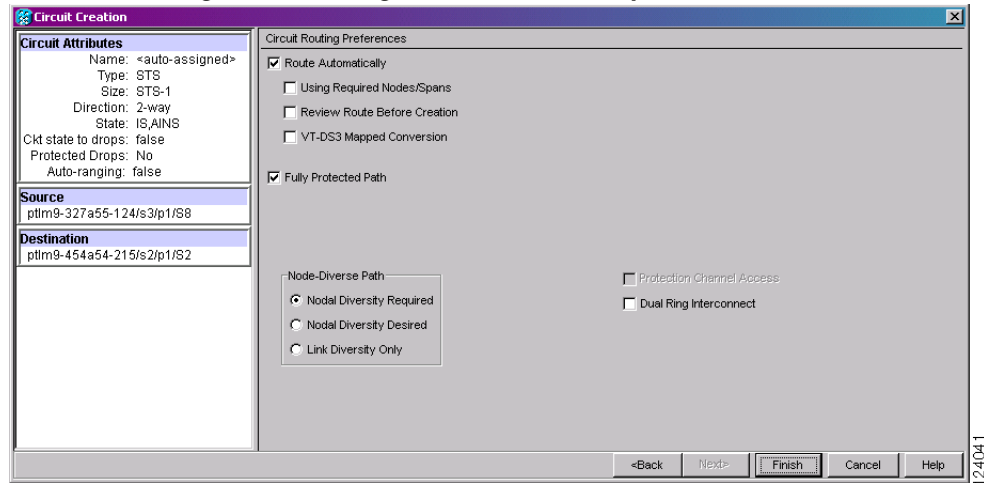 Circuit Creation
Circuit Attributes
Name: <auto-assigned>
Type: STS
Size: STS-1
Direction: 2-way
State: IS,AINS
Ckt state to drops: false
Protected Drops: No
Auto-ranging: false
Source
ptlm9-327a55-124/s3/p1/S8
Destination
ptlm9-454a54-215/s2/p1/S2
Circuit Routing Preferences
Route Automatically
Using Required Nodes/Spans
Review Route Before Creation
VT-DS3 Mapped Conversion
Fully Protected Path
Node-Diverse Path
Nodal Diversity Required
Nodal Diversity Desired
Link Diversity Only
Protection Channel Access
Dual Ring Interconnect
<Back
Next>
Finish
Cancel
Help
124041